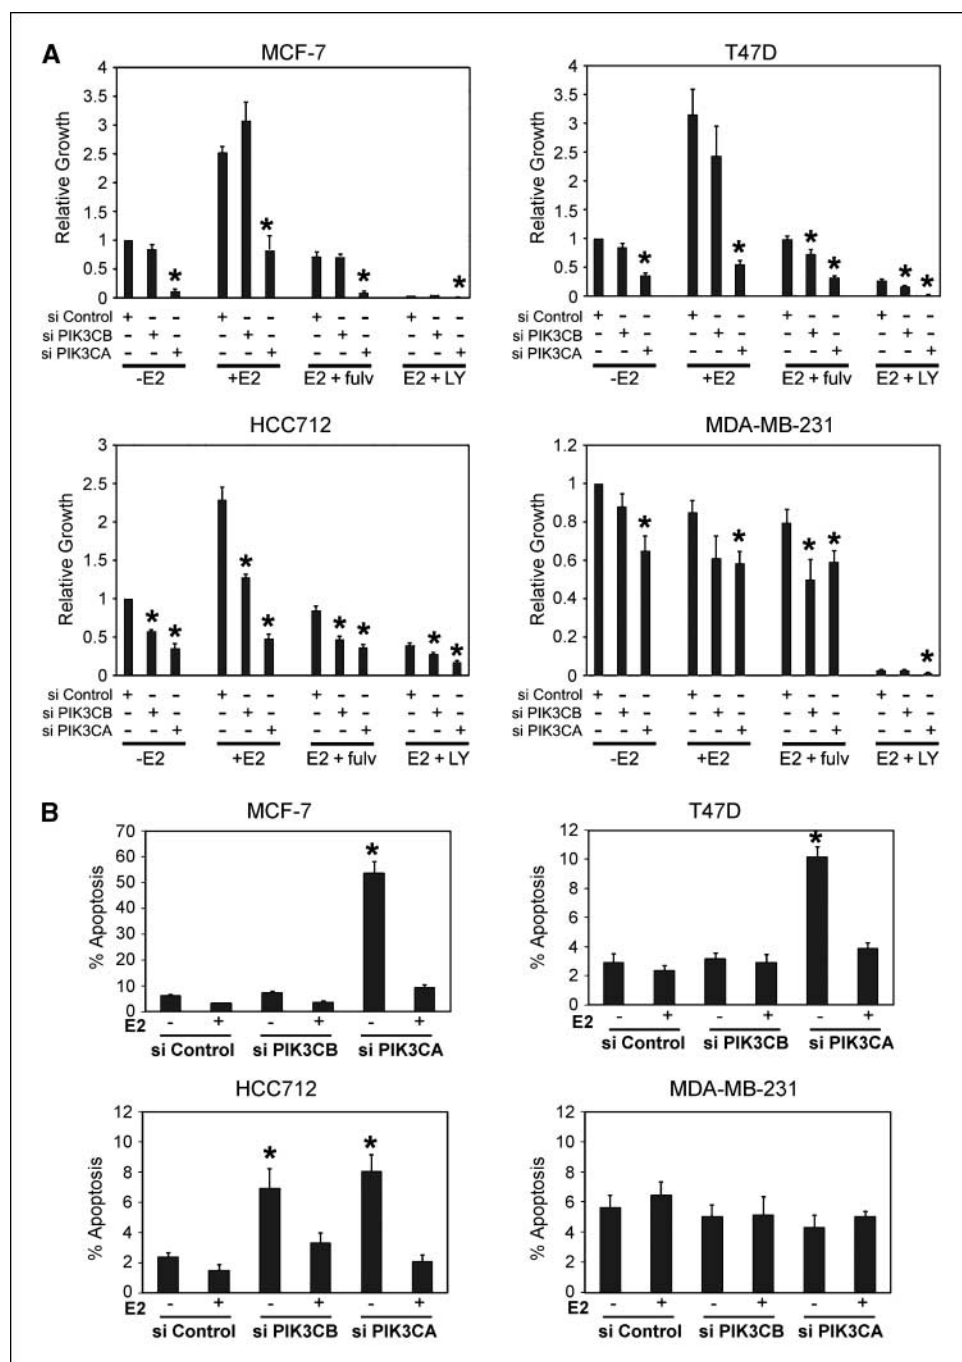 A
MCF-7
T47D
Relative Growth
4
3.5
3
2.5
2
1.5
1
0.5
0
* * * *
si Control + - - + - - + - - + - -
si PIK3CB - + - - + - - + - - + -
si PIK3CA - - + - - + - - + - - +
-E2 +E2 E2 + fulv E2 + LY
Relative Growth
4
3.5
3
2.5
2
1.5
1
0.5
0
* * * * * *
si Control + - - + - - + - - + - -
si PIK3CB - + - - + - - + - - + -
si PIK3CA - - + - - + - - + - - +
-E2 +E2 E2 + fulv E2 + LY
HCC712
MDA-MB-231
Relative Growth
3
2.5
2
1.5
1
0.5
0
* * * * * * * *
si Control + - - + - - + - - + - -
si PIK3CB - + - - + - - + - - + -
si PIK3CA - - + - - + - - + - - +
-E2 +E2 E2 + fulv E2 + LY
Relative Growth
1.2
1
0.8
0.6
0.4
0.2
0
* * * * *
si Control + - - + - - + - - + - -
si PIK3CB - + - - + - - + - - + -
si PIK3CA - - + - - + - - + - - +
-E2 +E2 E2 + fulv E2 + LY
B
MCF-7
T47D
% Apoptosis
70
60
50
40
30
20
10
0
*
E2 - + - + - +
si Control si PIK3CB si PIK3CA
% Apoptosis
12
10
8
6
4
2
0
*
E2 - + - + - +
si Control si PIK3CB si PIK3CA
HCC712
MDA-MB-231
% Apoptosis
12
10
8
6
4
2
0
* *
E2 - + - + - +
si Control si PIK3CB si PIK3CA
% Apoptosis
12
10
8
6
4
2
0
E2 - + - + - +
si Control si PIK3CB si PIK3CA